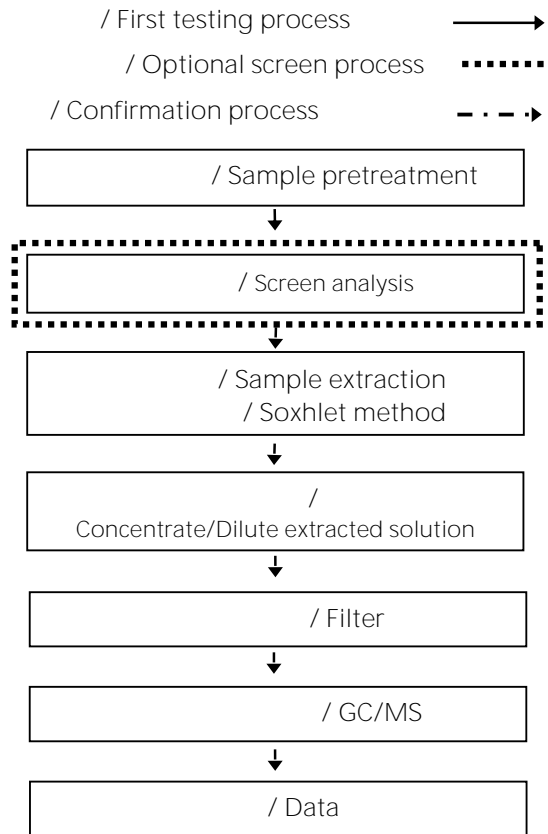 / First testing process
/ Optional screen process
/ Confirmation process
/ Sample pretreatment
/ Screen analysis
/ Sample extraction
/ Soxhlet method
/
Concentrate/Dilute extracted solution
/ Filter
/ GC/MS
/ Data